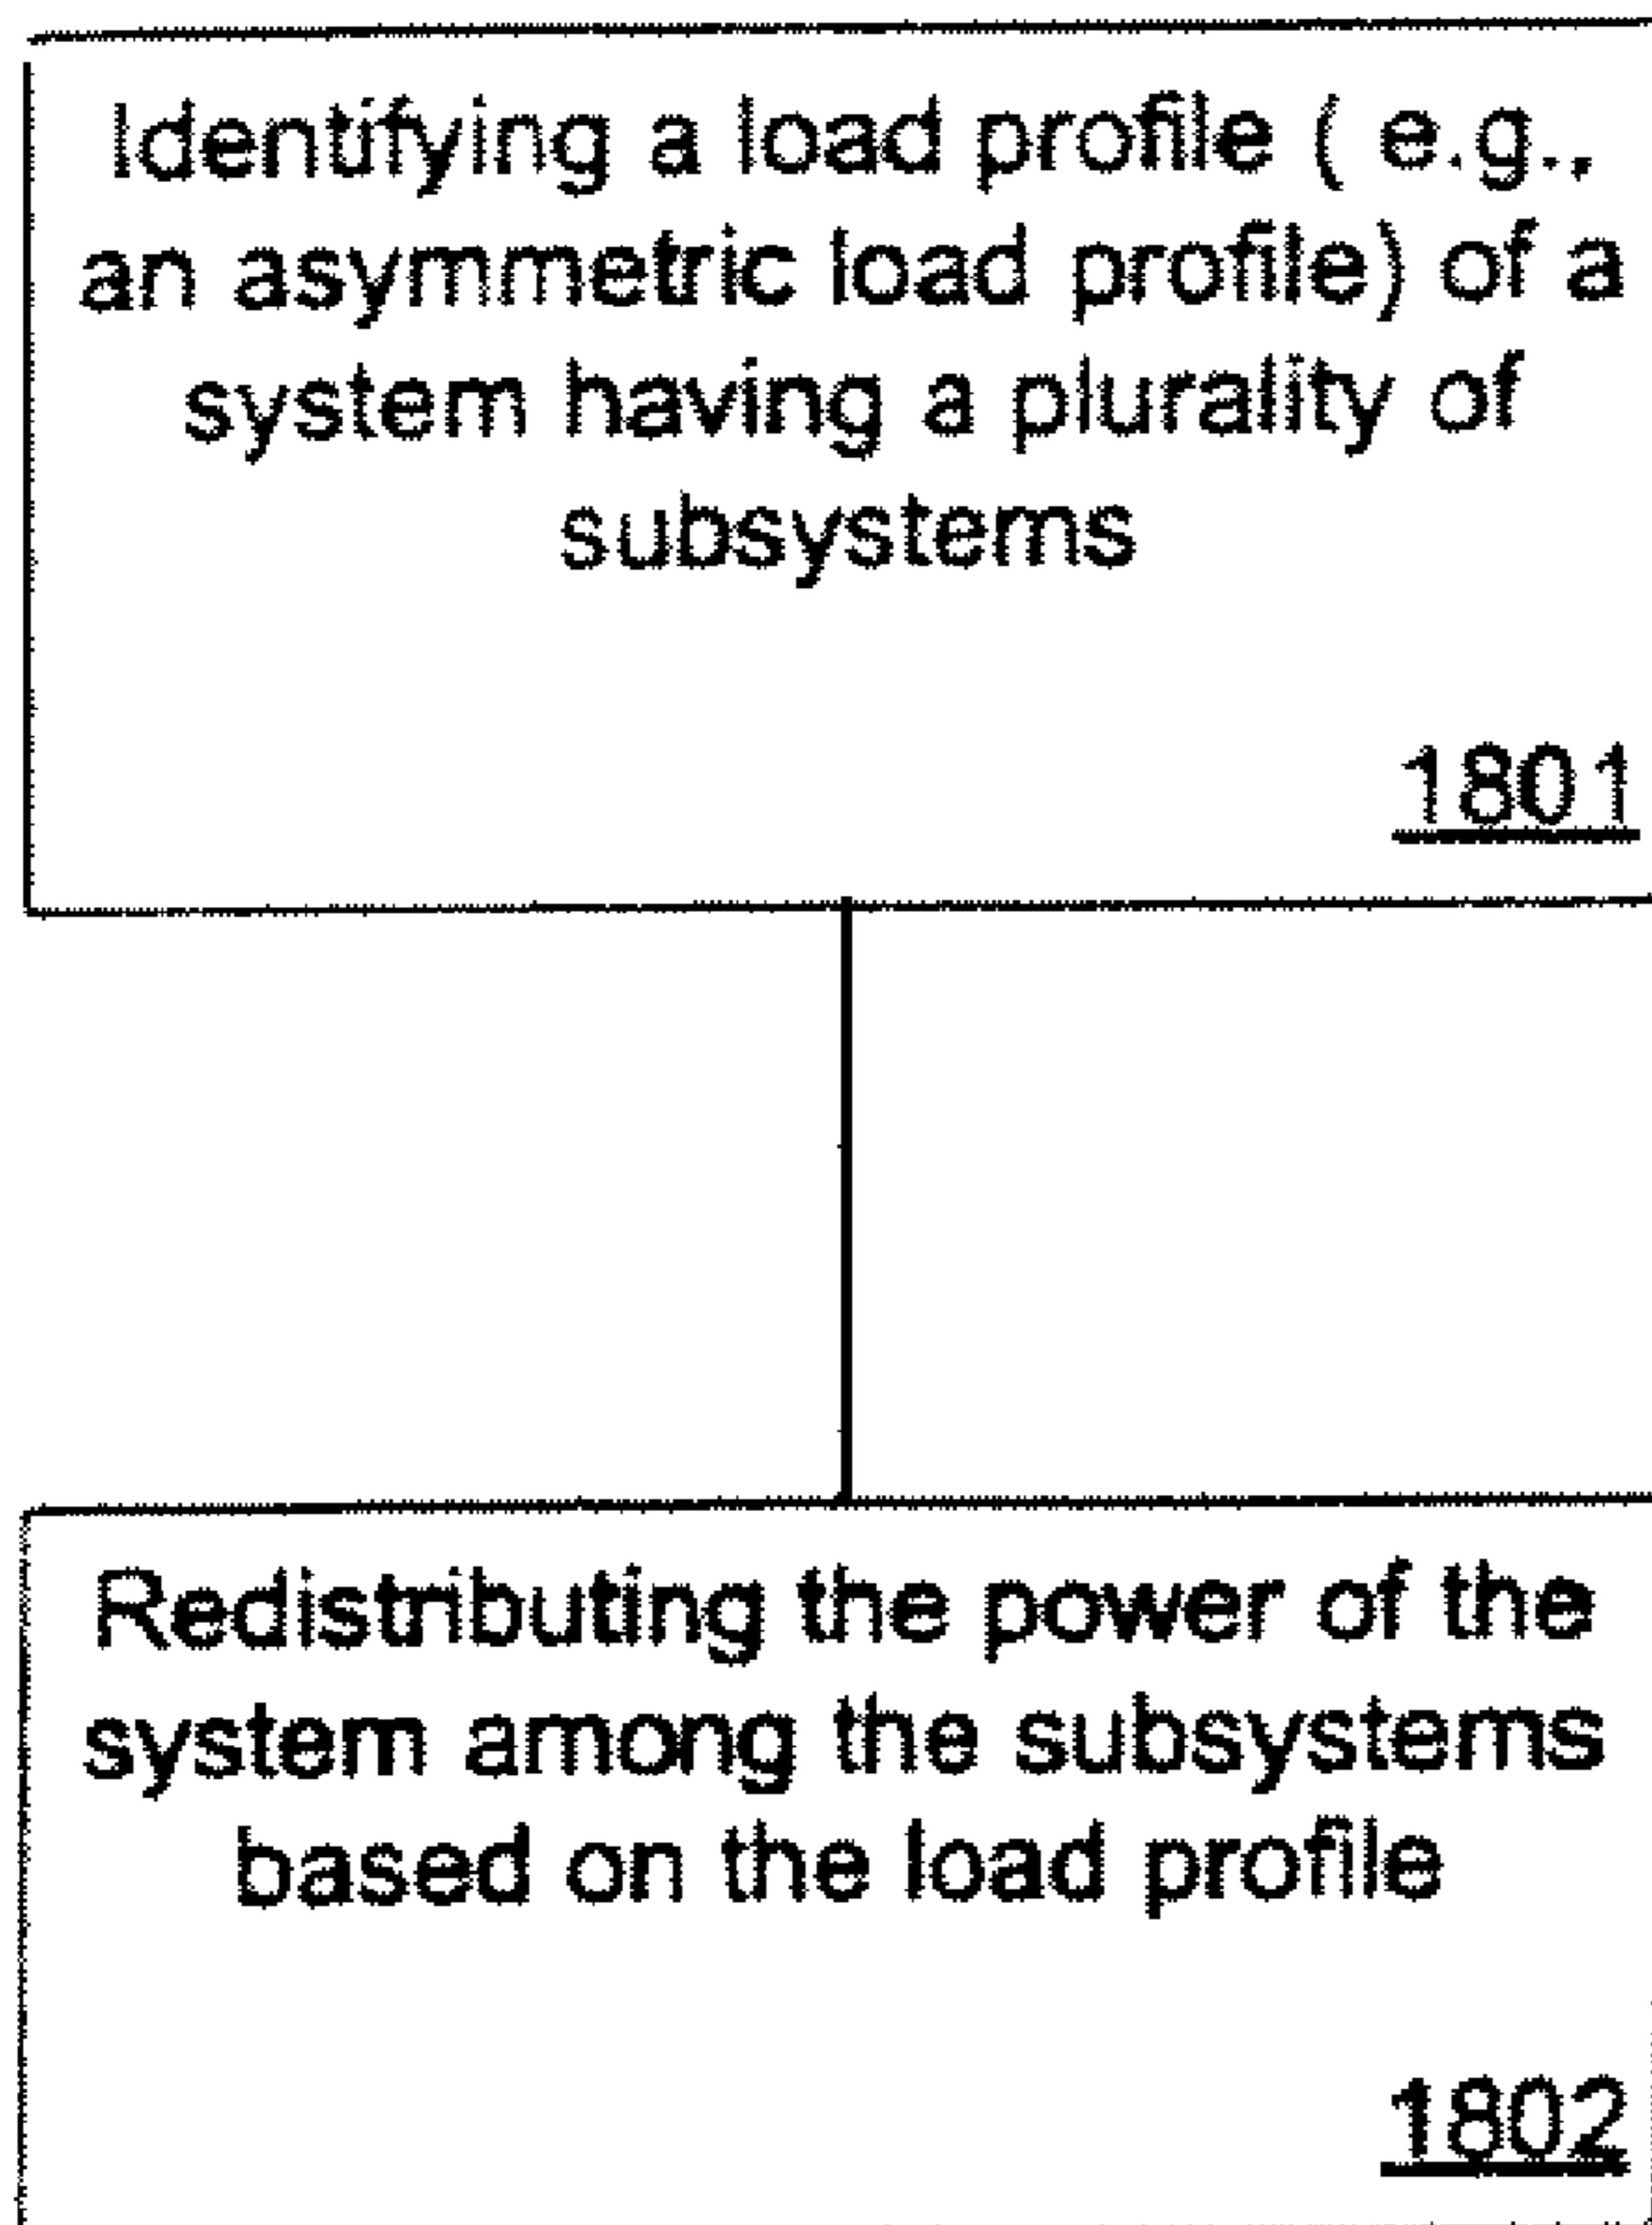 Identifying a load profile ( e.g.,
an asymmetric load profile) of a
system having a plurality of
subsystems
1801
Redistributing the power of the
system among the subsystems
based on the load profile
1802